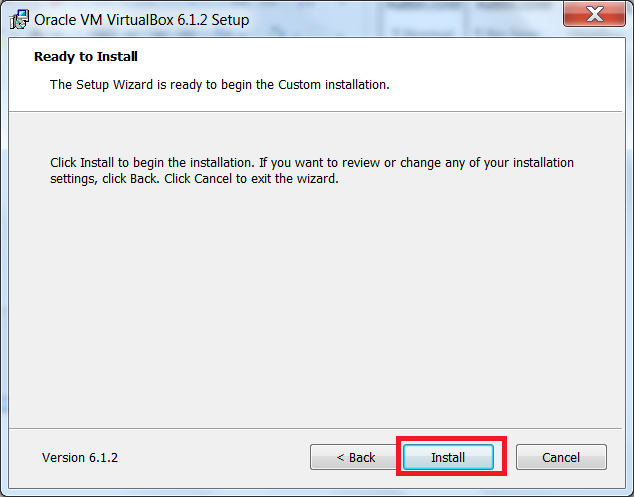 Oracle VM VirtualBox 6.1.2 Setup
Ready to Install
The Setup Wizard is ready to begin the Custom installation.
Click Install to begin the installation. If you want to review or change any of your installation
settings, click Back. Click Cancel to exit the wizard.
Version 6.1.2
< Back
Install
Cancel